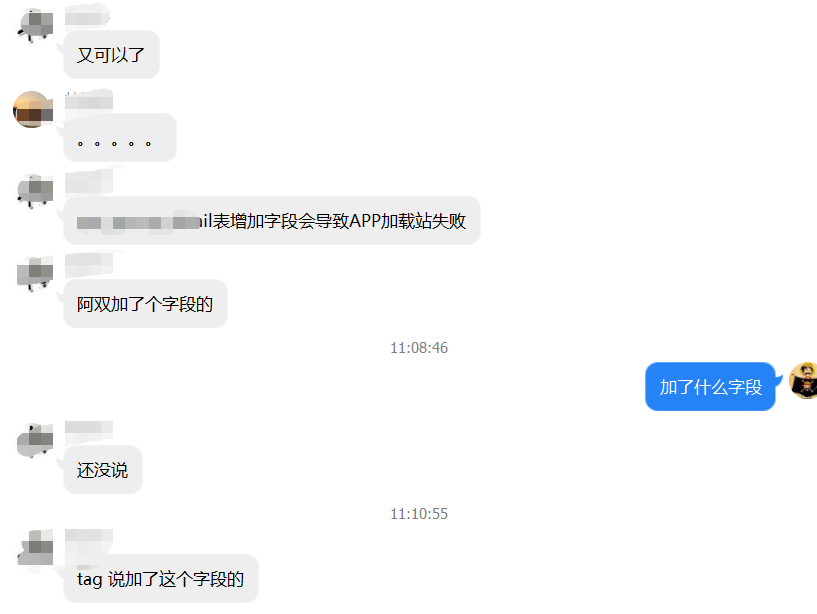 又可以了
。。。。。
ail表增加字段会导致APP加载站失败
阿双加了个字段的
11:08:46
加了什么字段
还没说
11:10:55
tag 说加了这个字段的